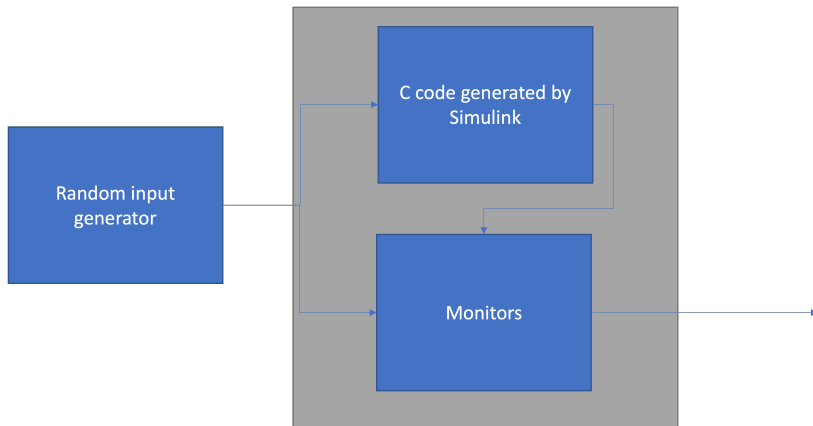 C code generated by
Simulink
Random input
generator
Monitors